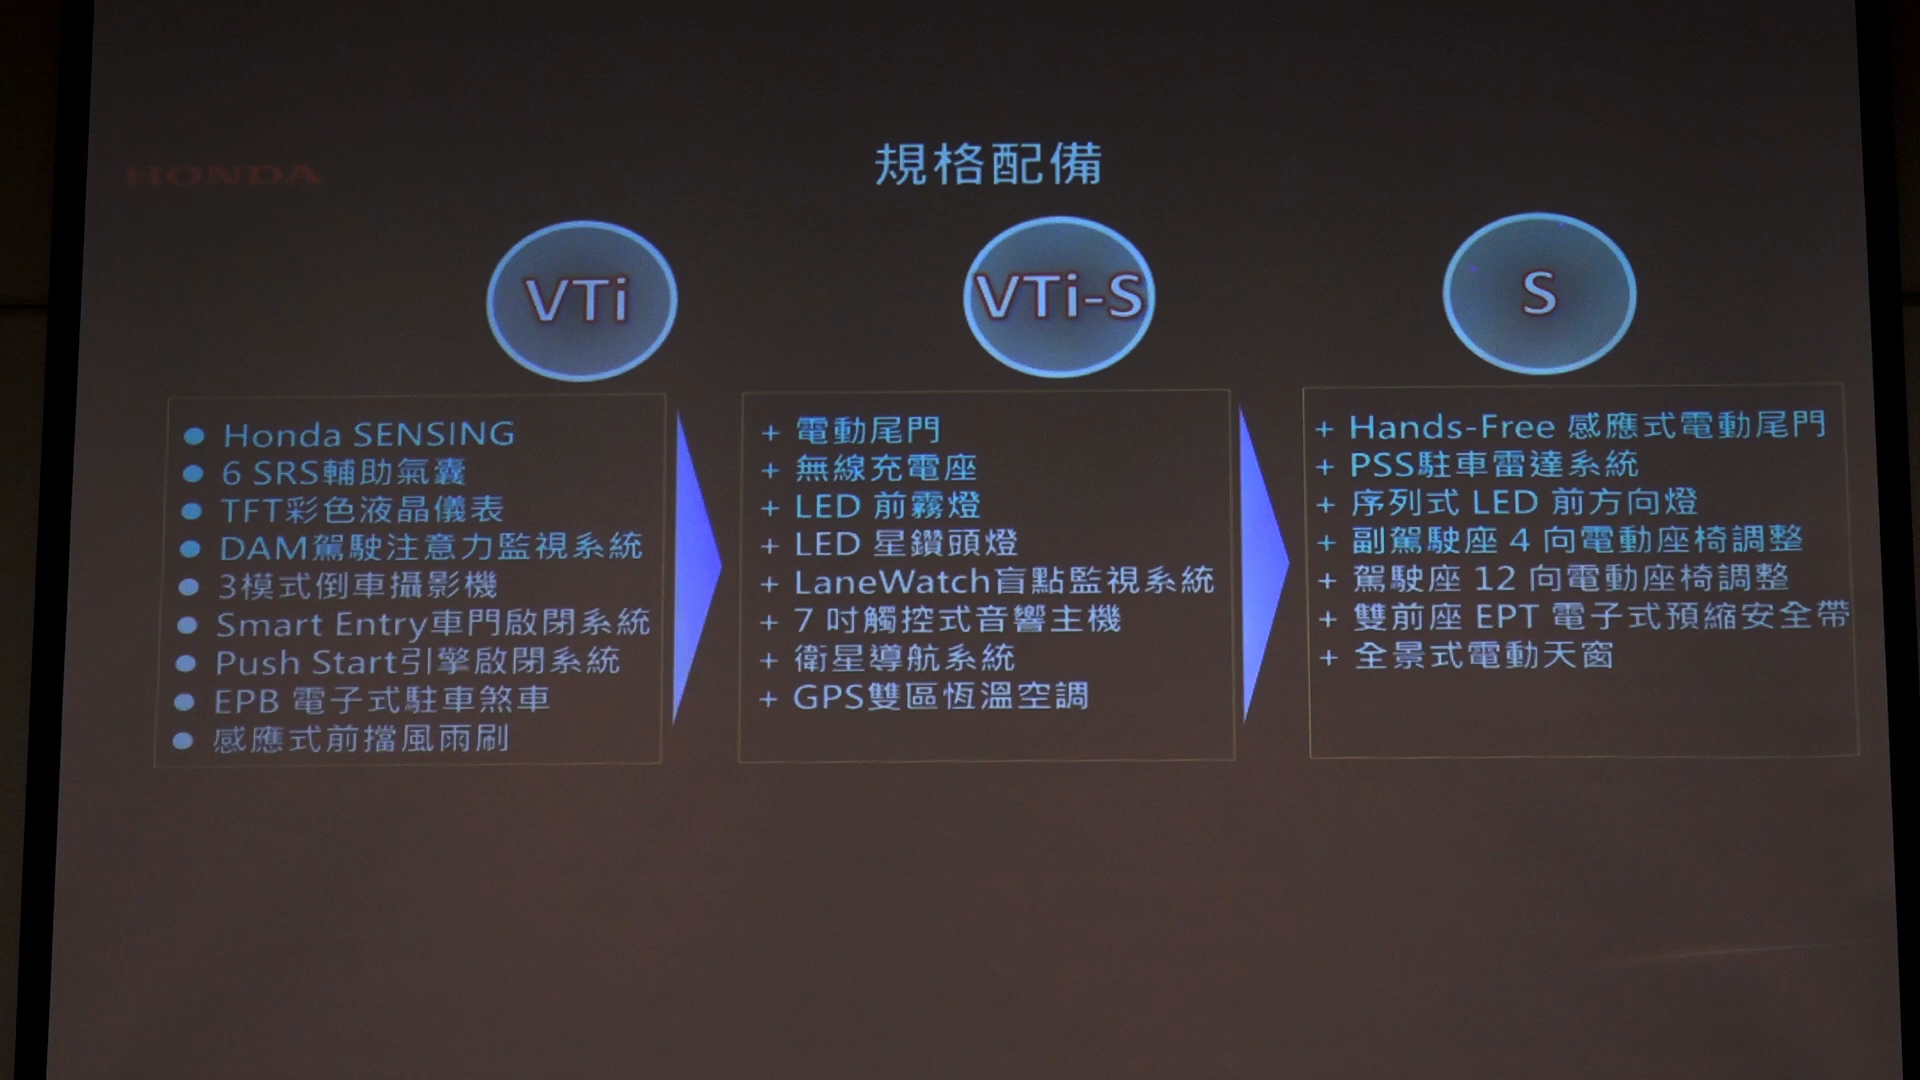 規格配備
HONDA
VTi
Honda SENSING
6 SRS輔助氣囊
TFT彩色液晶儀表
DAM駕駛注意力監視系統
3模式倒車攝影機
Smart Entry車門啟閉系統
Push Start引擎啟閉系統
EPB 電子式駐車煞車
感應式前擋風雨刷
VTi-S
+ 電動尾門
+ 無線充電座
+ LED 前霧燈
+ LED 星鑽頭燈
+ LaneWatch盲點監視系統
+ 7 吋觸控式音響主機
+ 衛星導航系統
+ GPS雙區恆溫空調
S
+ Hands-Free 感應式電動尾門
+ PSS駐車雷達系統
+ 序列式 LED 前方向燈
+ 副駕駛座 4 向電動座椅調整
+ 駕駛座 12 向電動座椅調整
+ 雙前座 EPT 電子式預縮安全帶
+ 全景式電動天窗